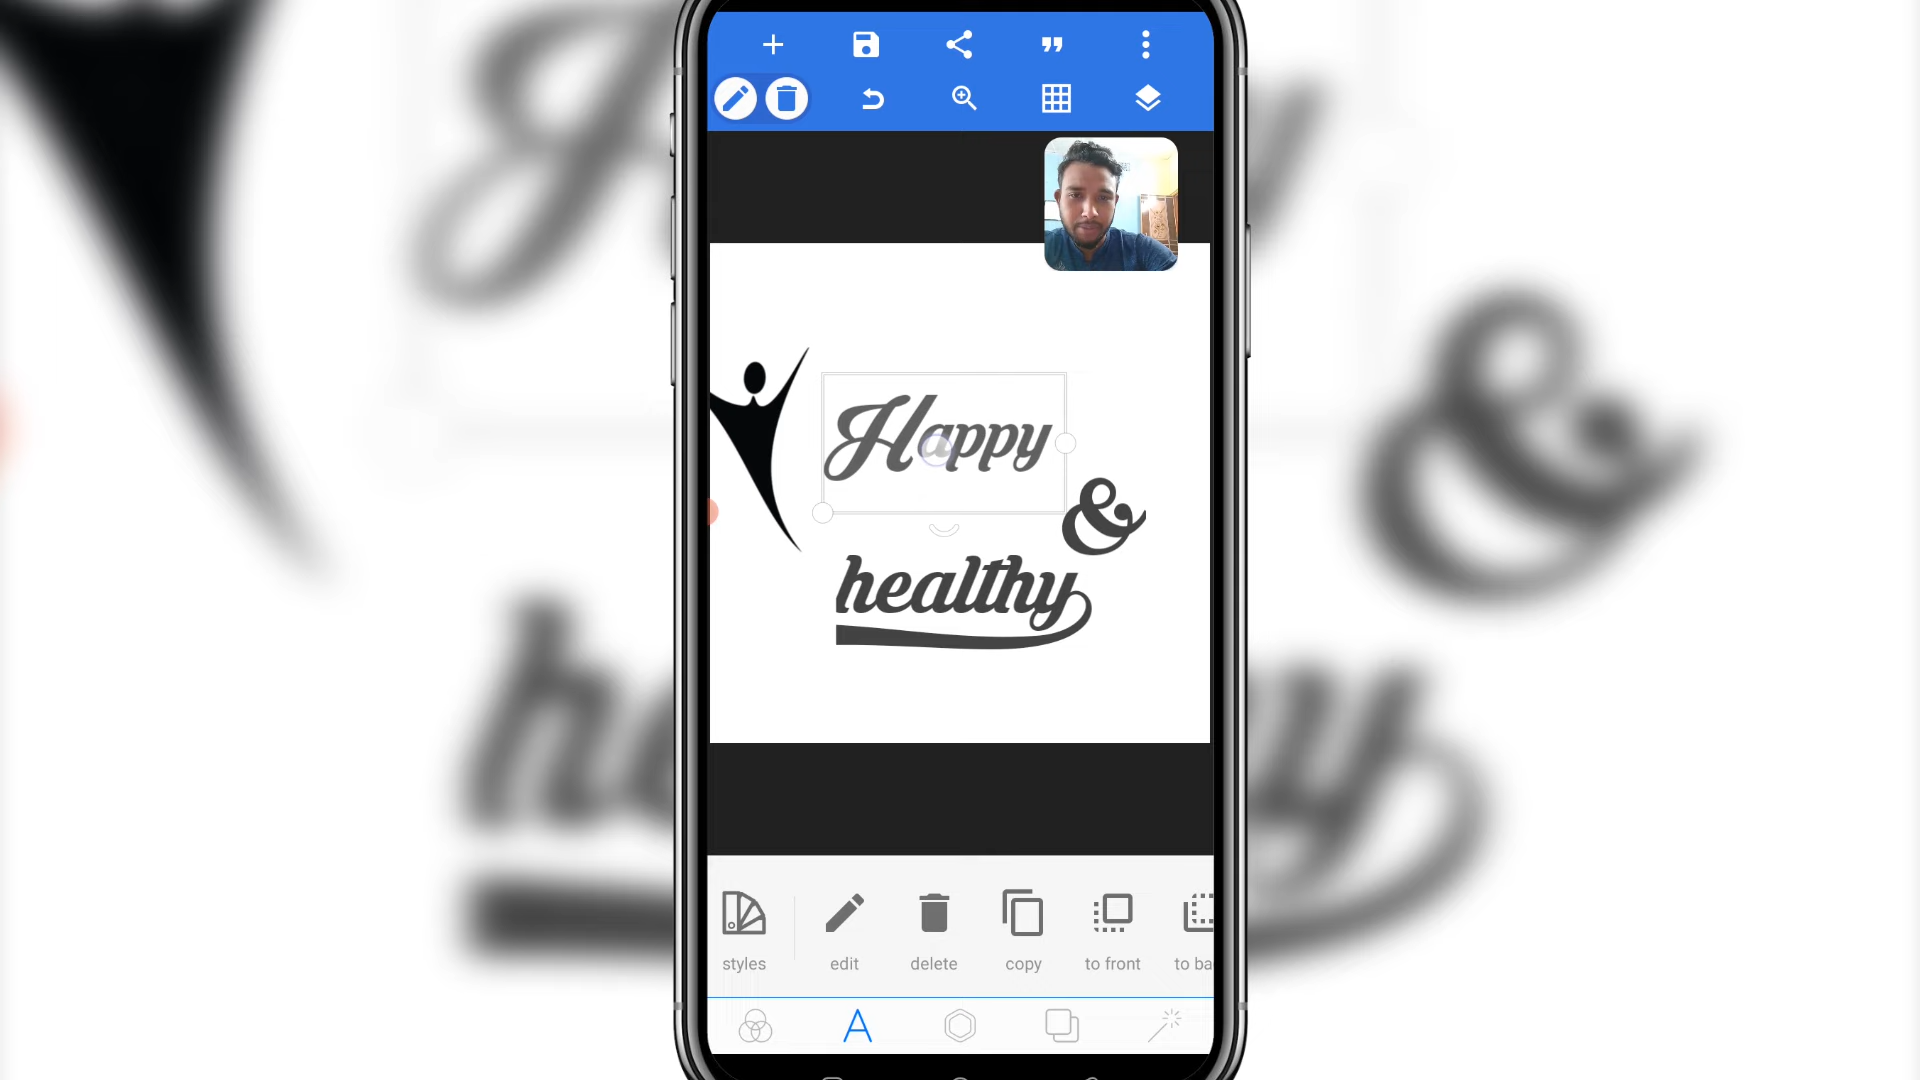 Happy
&
healthy
styles
edit
delete
copy
to front
to ba